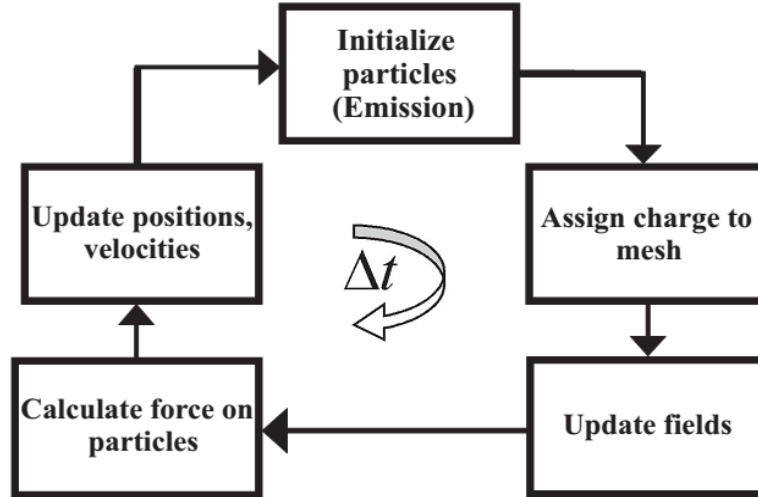 Initialize
particles
(Emission)
Update positions,
velocities
Assign charge to
mesh
Δt
Calculate force on
particles
Update fields